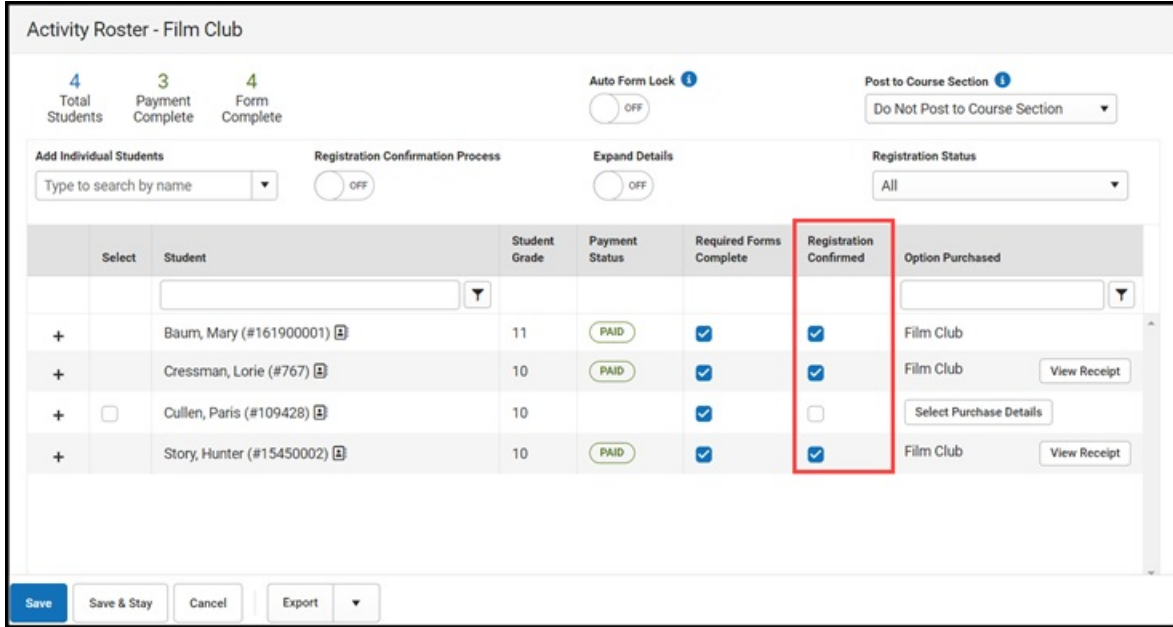 Activity Roster - Film Club
4 3 4
Total Payment Form
Students Complete Complete
Auto Form Lock i
OFF
Post to Course Section i
Do Not Post to Course Section
Add Individual Students
Type to search by name
Registration Confirmation Process
OFF
Expand Details
OFF
Registration Status
All
Select Student Student Grade Payment Status Required Forms Complete Registration Confirmed Option Purchased
+ Baum, Mary (#161900001) 11 PAID Film Club
+ Cressman, Lorie (#767) 10 PAID Film Club View Receipt
+ Cullen, Paris (#109428) 10 Select Purchase Details
+ Story, Hunter (#15450002) 10 PAID Film Club View Receipt
Save Save & Stay Cancel Export